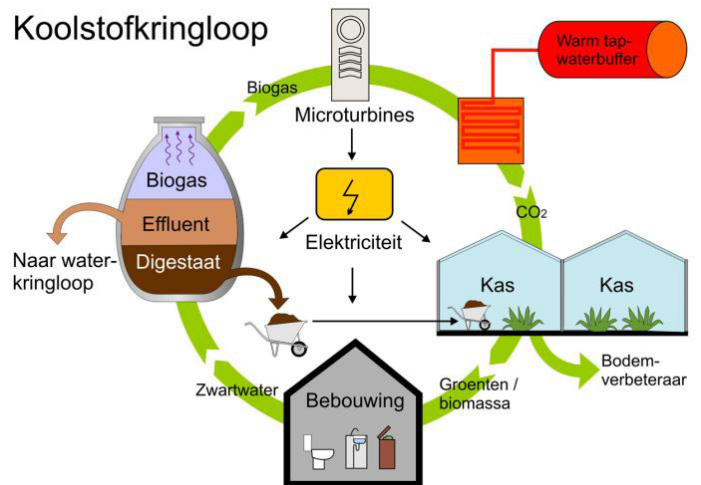 Koolstofkringloop
Warm tap-
waterbuffer
Biogas
Microturbines
Biogas
Effluent
Digestaat
Naar water-
kringloop
Elektriciteit
CO2
Kas
Kas
Bodem-
verbeteraar
Groenten /
biomassa
Zwartwater
Bebouwing